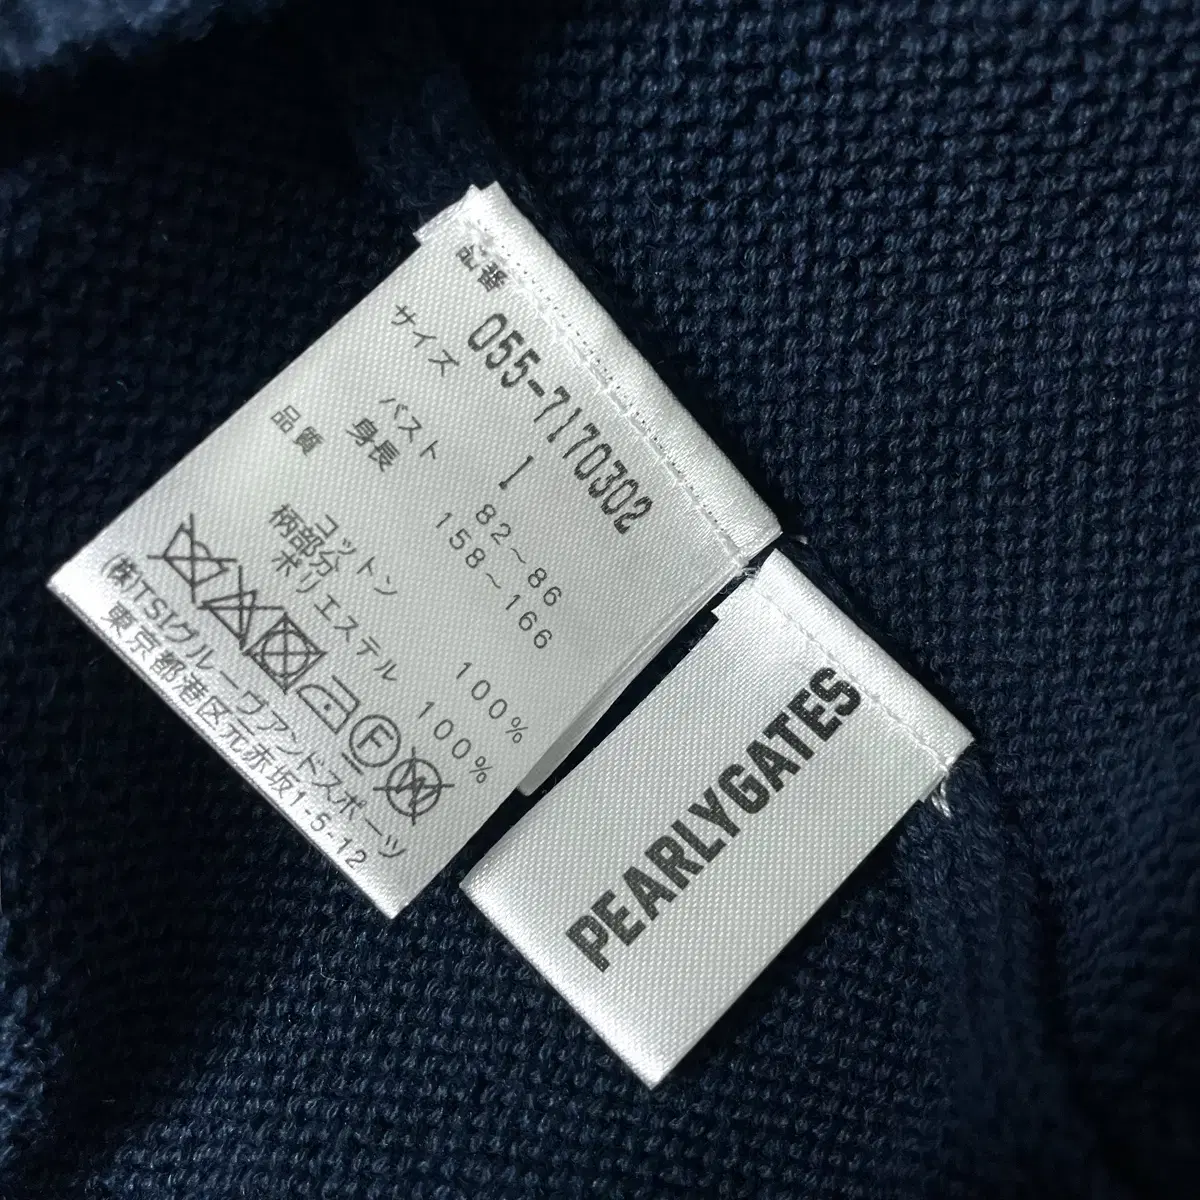 品番 055-7170302
サイズ 1
バスト 82～86
身長 158～166
品質
コットン 100%
柄部分
ポリエステル 100%
F W
(株)TSIグルーヴアンドスポーツ
東京都港区元赤坂1-5-12
PEARLYGATES